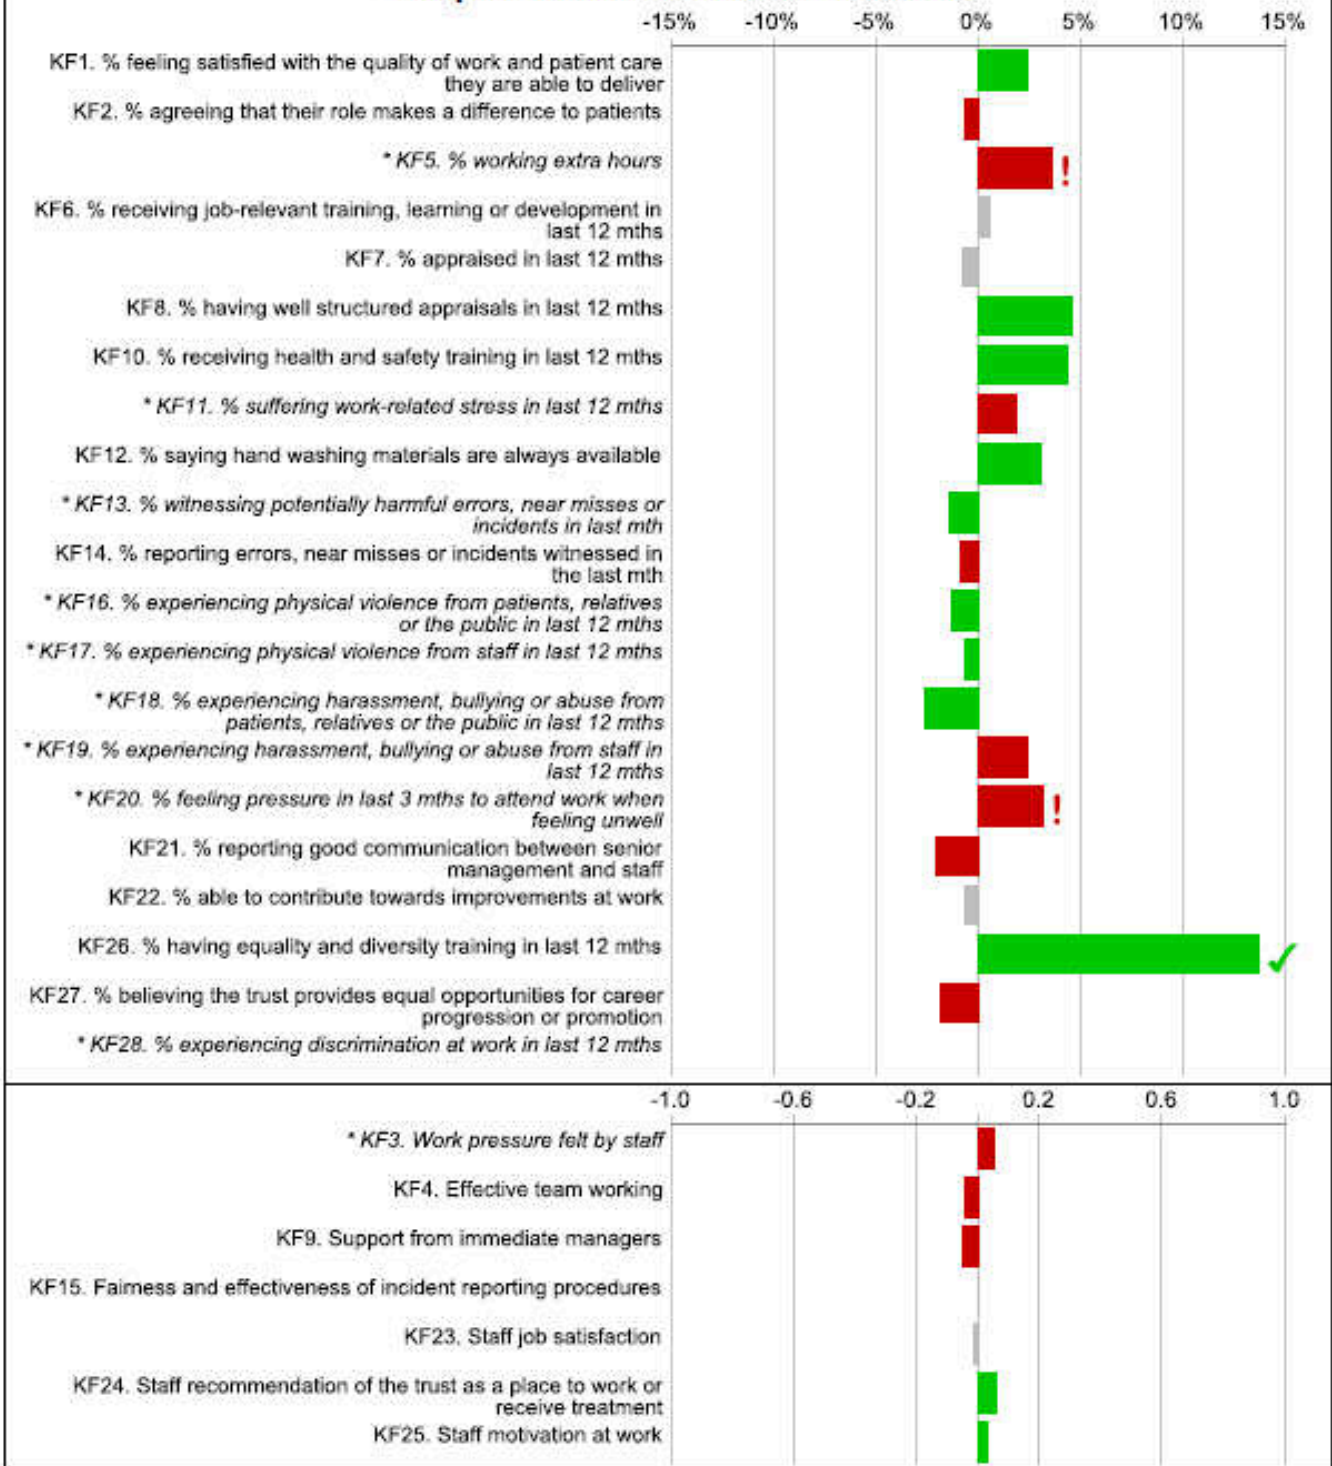 -15% -10% -5% 0% 5% 10% 15%
KF1. % feeling satisfied with the quality of work and patient care
they are able to deliver
KF2. % agreeing that their role makes a difference to patients
* KF5. % working extra hours
!
KF6. % receiving job-relevant training, learning or development in
last 12 mths
KF7. % appraised in last 12 mths
KF8. % having well structured appraisals in last 12 mths
KF10. % receiving health and safety training in last 12 mths
* KF11. % suffering work-related stress in last 12 mths
KF12. % saying hand washing materials are always available
* KF13. % witnessing potentially harmful errors, near misses or
incidents in last mth
KF14. % reporting errors, near misses or incidents witnessed in
the last mth
* KF16. % experiencing physical violence from patients, relatives
or the public in last 12 mths
* KF17. % experiencing physical violence from staff in last 12 mths
* KF18. % experiencing harassment, bullying or abuse from
patients, relatives or the public in last 12 mths
* KF19. % experiencing harassment, bullying or abuse from staff in
last 12 mths
* KF20. % feeling pressure in last 3 mths to attend work when
feeling unwell
!
KF21. % reporting good communication between senior
management and staff
KF22. % able to contribute towards improvements at work
KF26. % having equality and diversity training in last 12 mths
KF27. % believing the trust provides equal opportunities for career
progression or promotion
* KF28. % experiencing discrimination at work in last 12 mths
-1.0 -0.6 -0.2 0.2 0.6 1.0
* KF3. Work pressure felt by staff
KF4. Effective team working
KF9. Support from immediate managers
KF15. Fairness and effectiveness of incident reporting procedures
KF23. Staff job satisfaction
KF24. Staff recommendation of the trust as a place to work or
receive treatment
KF25. Staff motivation at work